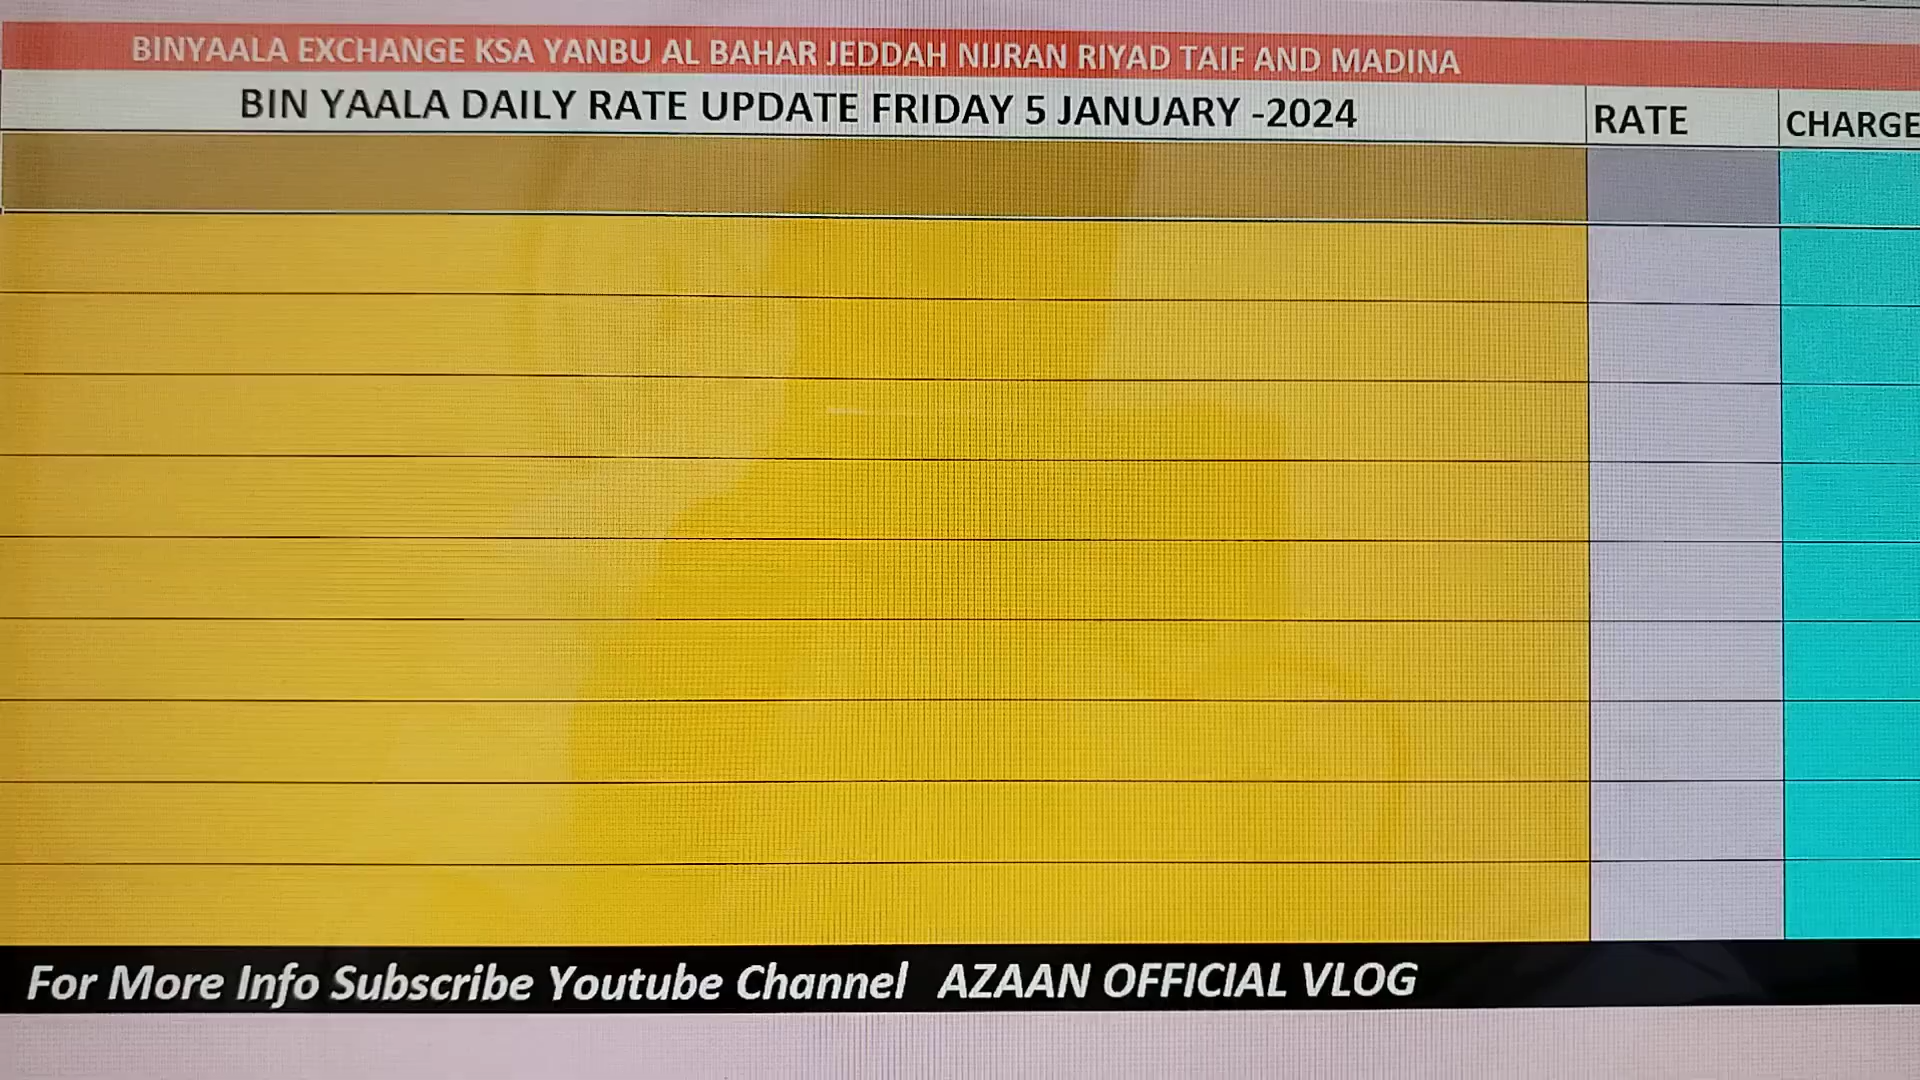 BINYAALA EXCHANGE KSA YANBU AL BAHAR JEDDAH NIJRAN RIYAD TAIF AND MADINA
BIN YAALA DAILY RATE UPDATE FRIDAY 5 JANUARY -2024 RATE CHARGE
For More Info Subscribe Youtube Channel AZAAN OFFICIAL VLOG